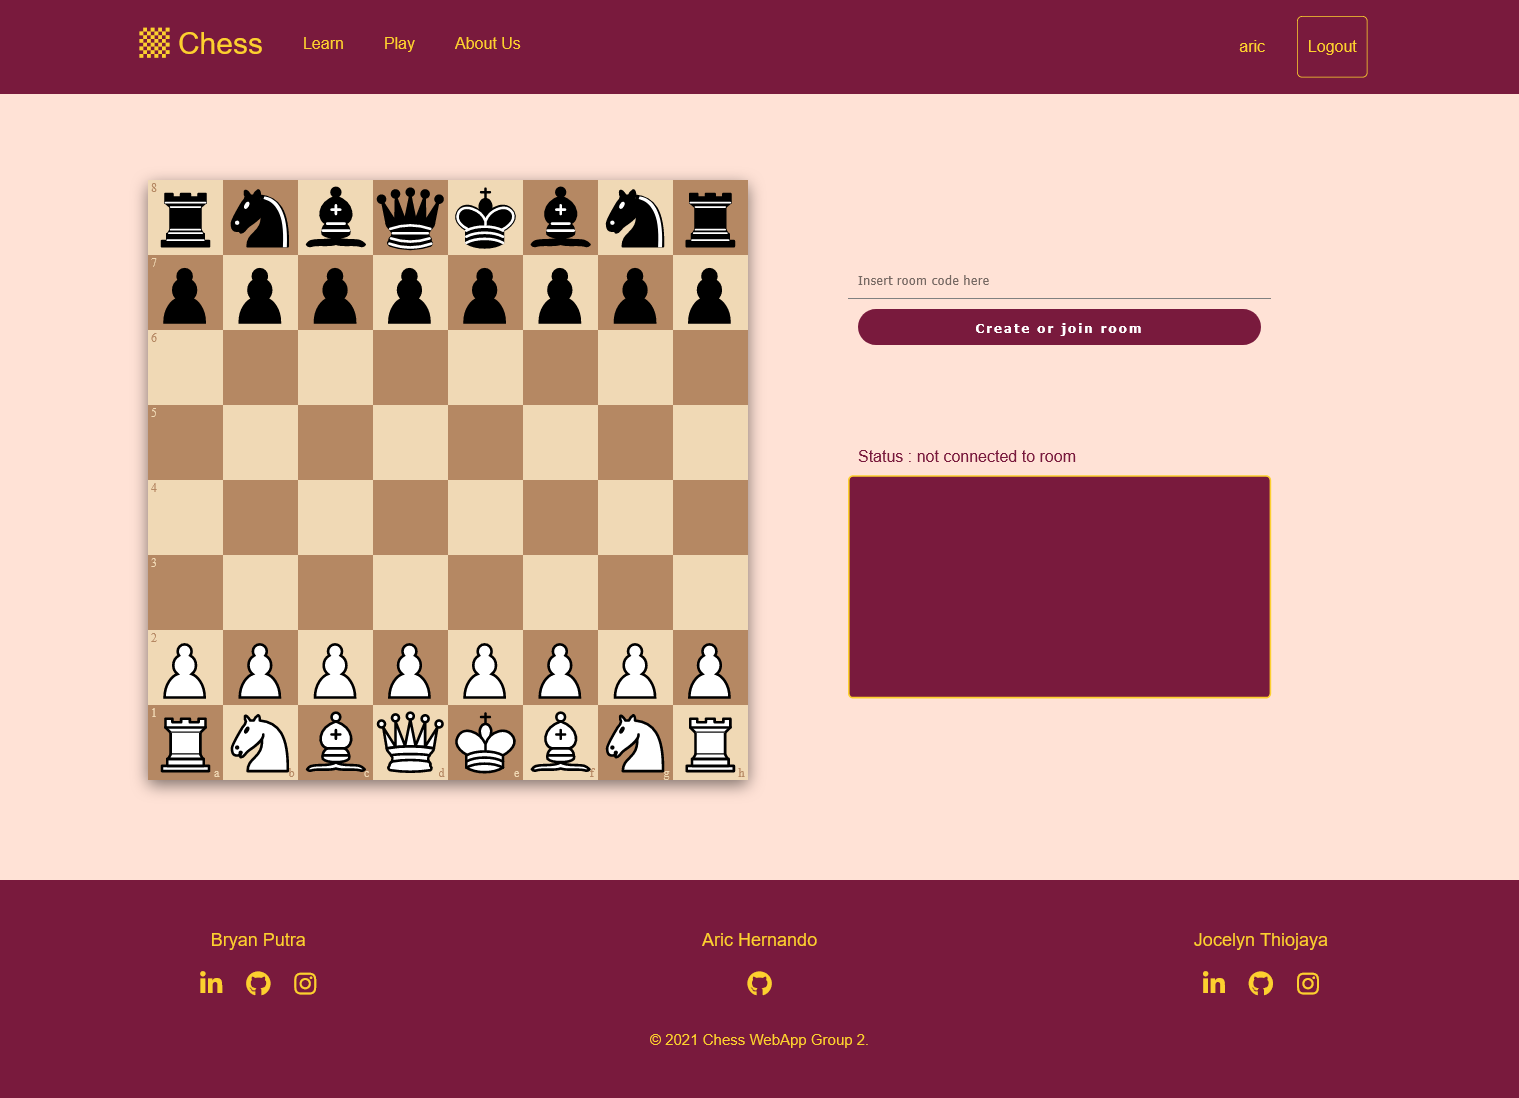 Chess Learn Play About Us aric Logout
8
7
6
5
4
3
2
1
a b c d e f g h
Insert room code here
Create or join room
Status : not connected to room
Bryan Putra Aric Hernando Jocelyn Thiojaya
© 2021 Chess WebApp Group 2.